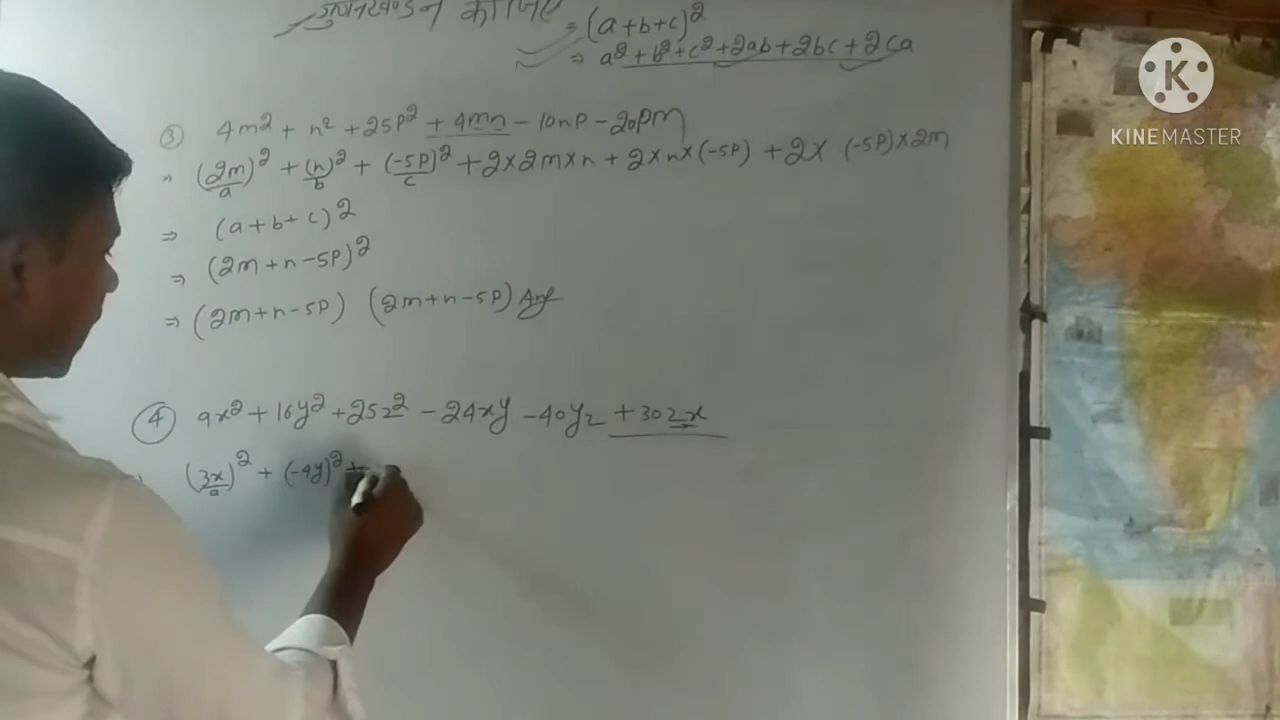 गुणनखण्डन कीजिए
⇒ (a+b+c)²
⇒ a²+b²+c²+2ab+2bc+2ca
③ 4m² + n² + 25p² + 4mn - 10np - 20pm
⇒ (2m)² + (n)² + (-5p)² + 2×2m×n + 2×n×(-5p) + 2× (-5p)×2m
a b c
⇒ (a+b+c)²
⇒ (2m+n-5p)²
⇒ (2m+n-5p) (2m+n-5p) Ans
④ 9x² + 16y² + 25z² - 24xy - 40yz + 30zx
(3x)² + (-4y)² +
a
K
KINEMASTER